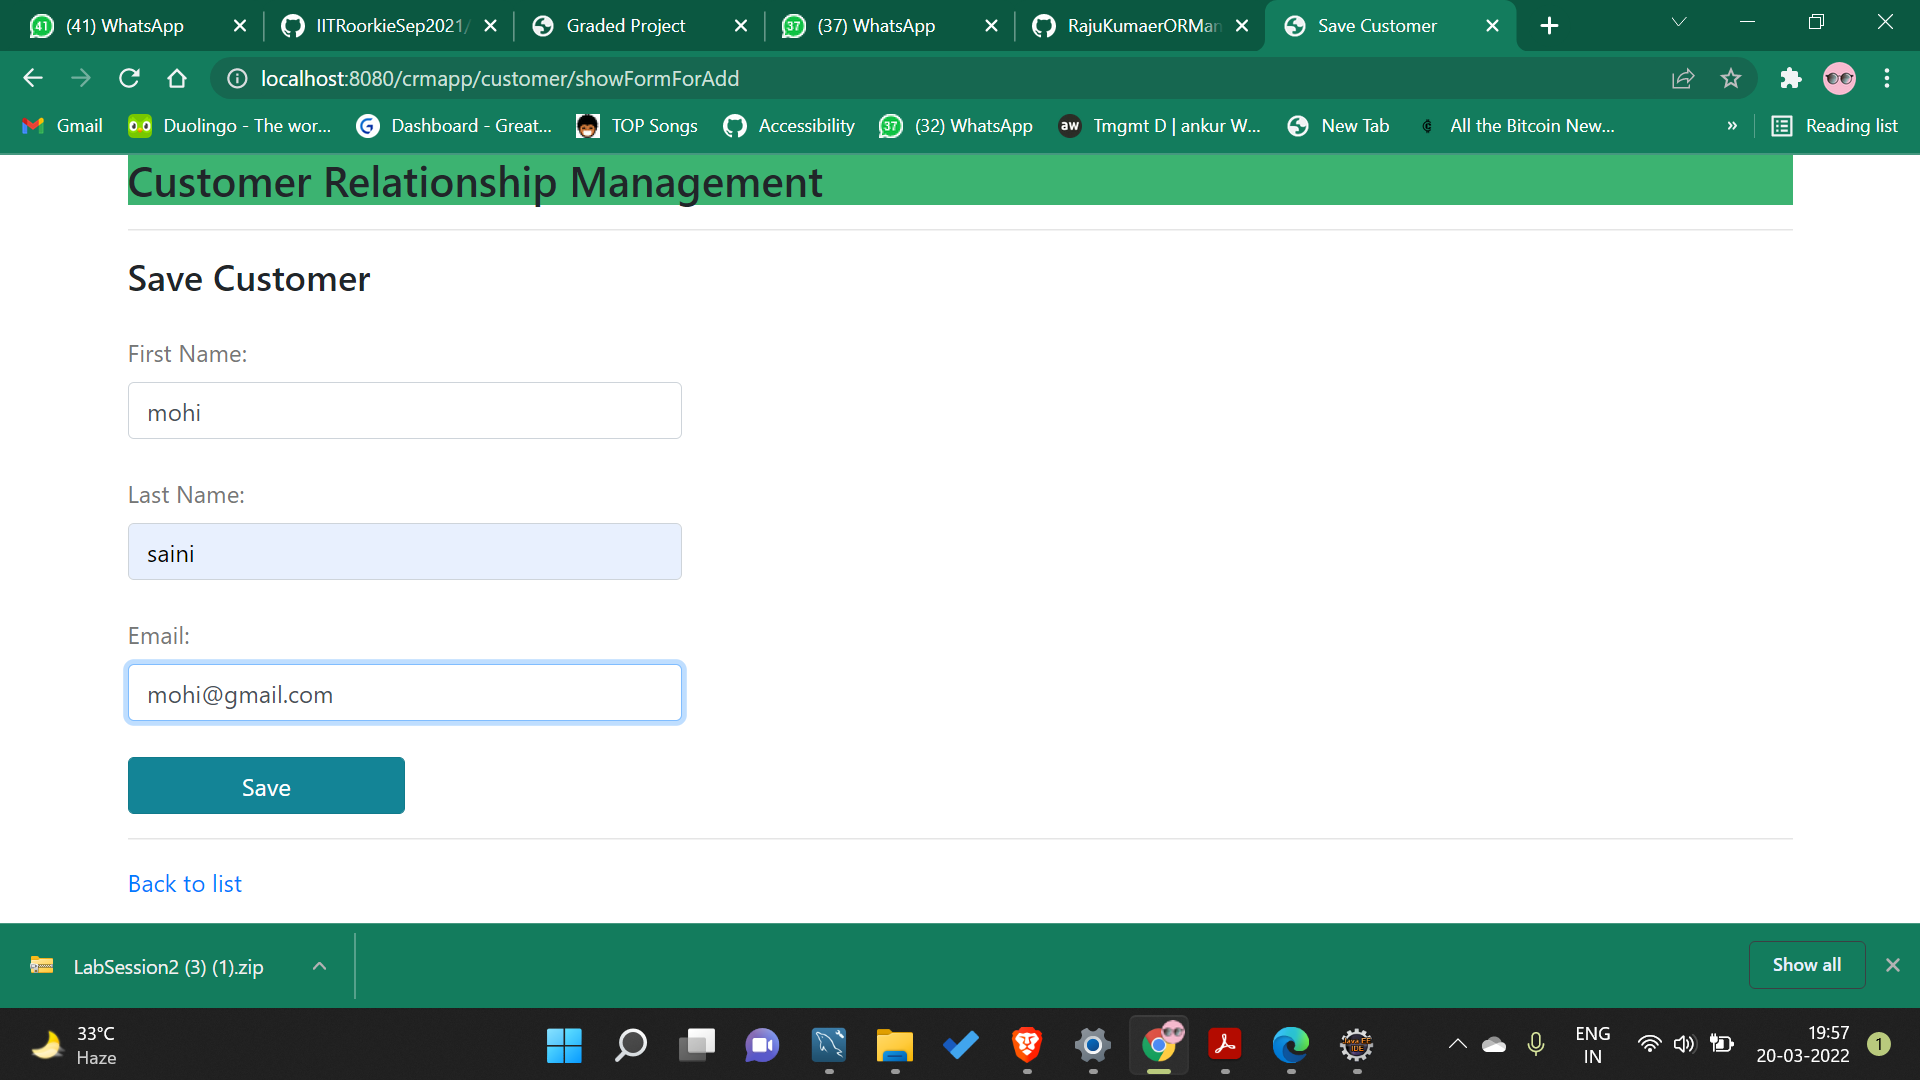 (41) WhatsApp
IITRoorkieSep2021/
Graded Project
(37) WhatsApp
RajuKumaerORMan
Save Customer
localhost:8080/crmapp/customer/showFormForAdd
Gmail
Duolingo - The wor...
Dashboard - Great...
TOP Songs
Accessibility
(32) WhatsApp
Tmgmt D | ankur W...
New Tab
All the Bitcoin New...
»
Reading list
Customer Relationship Management
Save Customer
First Name:
mohi
Last Name:
saini
Email:
mohi@gmail.com
Save
Back to list
LabSession2 (3) (1).zip
Show all
33°C
Haze
ENG
IN
19:57
20-03-2022
1